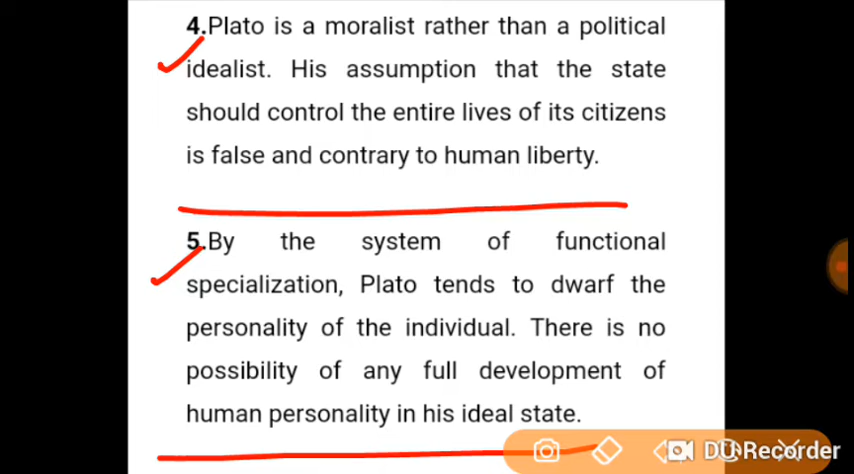 4.Plato is a moralist rather than a political
idealist. His assumption that the state
should control the entire lives of its citizens
is false and contrary to human liberty.
5.By the system of functional
specialization, Plato tends to dwarf the
personality of the individual. There is no
possibility of any full development of
human personality in his ideal state.
DU Recorder